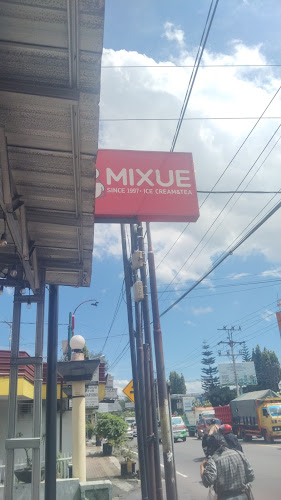 MIXUE
SINCE 1997 • ICE CREAM&TEA